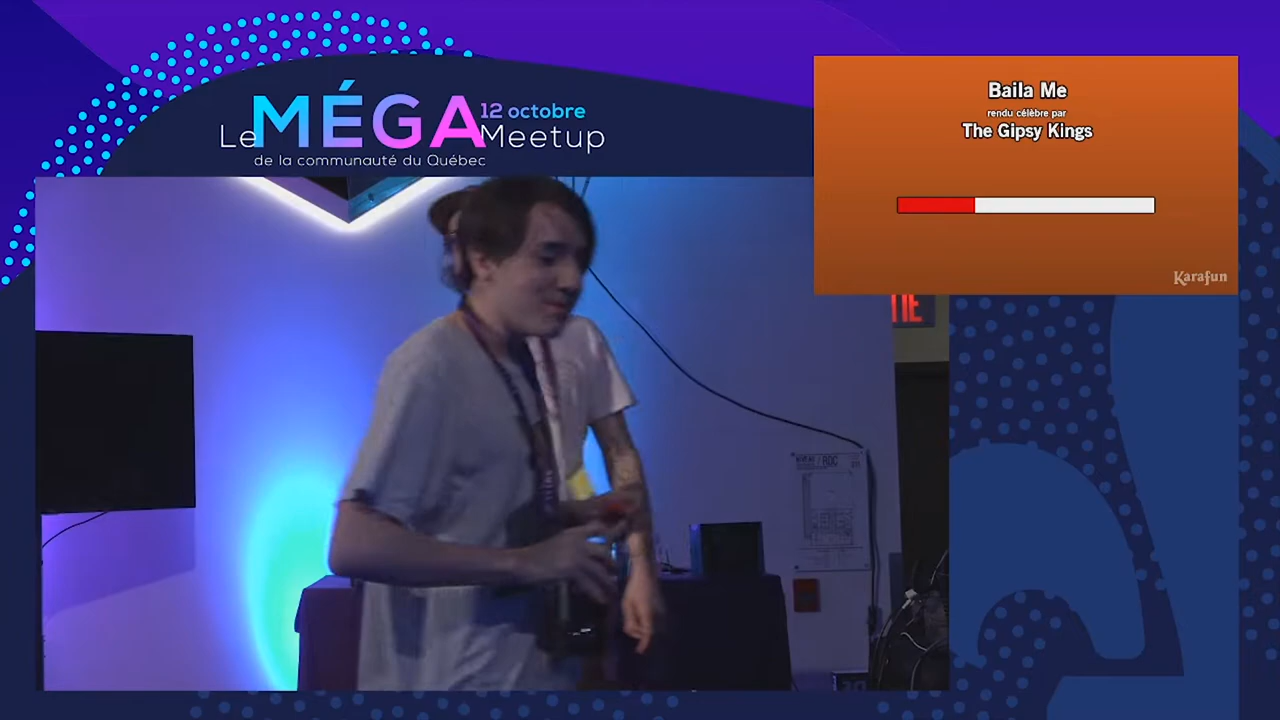 12 octobre
Le MÉGA Meetup
de la communauté du Québec
Baila Me
rendu célèbre par
The Gipsy Kings
Karafun
TIE